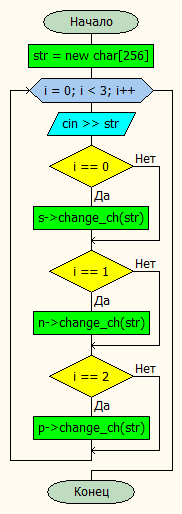 Начало
str = new char[256]
i = 0; i < 3; i++
cin >> str
i == 0
Нет
Да
s->change_ch(str)
i == 1
Нет
Да
n->change_ch(str)
i == 2
Нет
Да
p->change_ch(str)
Конец